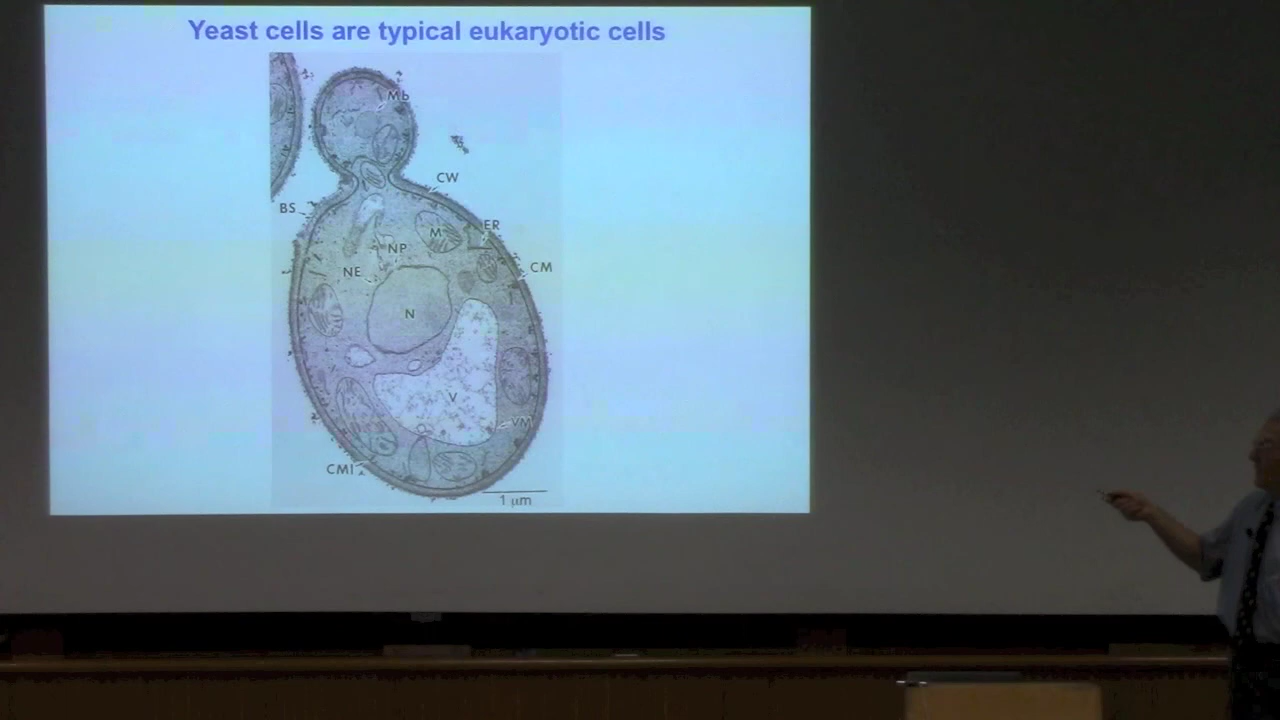 Yeast cells are typical eukaryotic cells
Mb
CW
BS
ER
M
NP
CM
NE
N
V
VM
CMI
1 μm